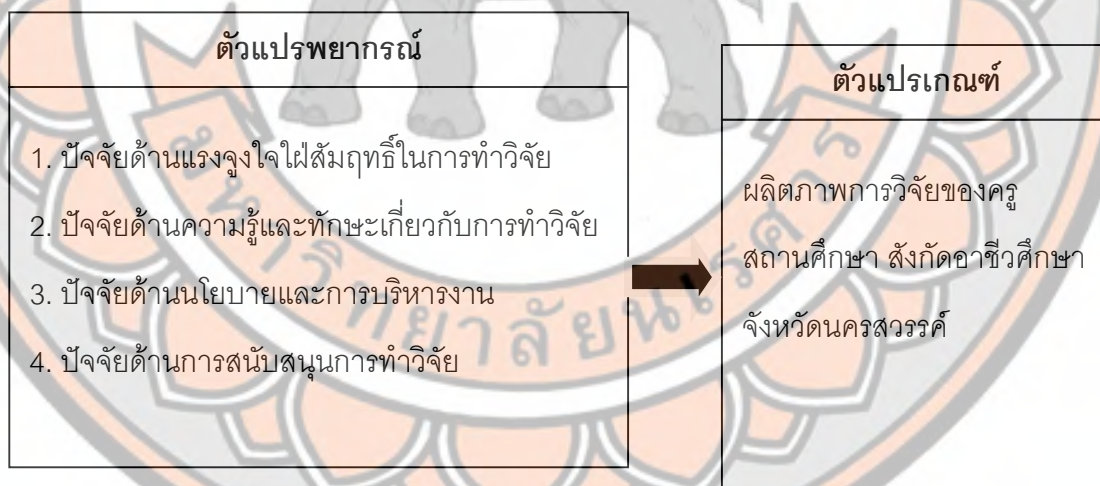 ตัวแปรพยากรณ์
1. ปัจจัยด้านแรงจูงใจใฝ่สัมฤทธิ์ในการทำวิจัย
2. ปัจจัยด้านความรู้และทักษะเกี่ยวกับการทำวิจัย
3. ปัจจัยด้านนโยบายและการบริหารงาน
4. ปัจจัยด้านการสนับสนุนการทำวิจัย
ตัวแปรเกณฑ์
ผลิตภาพการวิจัยของครู
สถานศึกษา สังกัดอาชีวศึกษา
จังหวัดนครสวรรค์